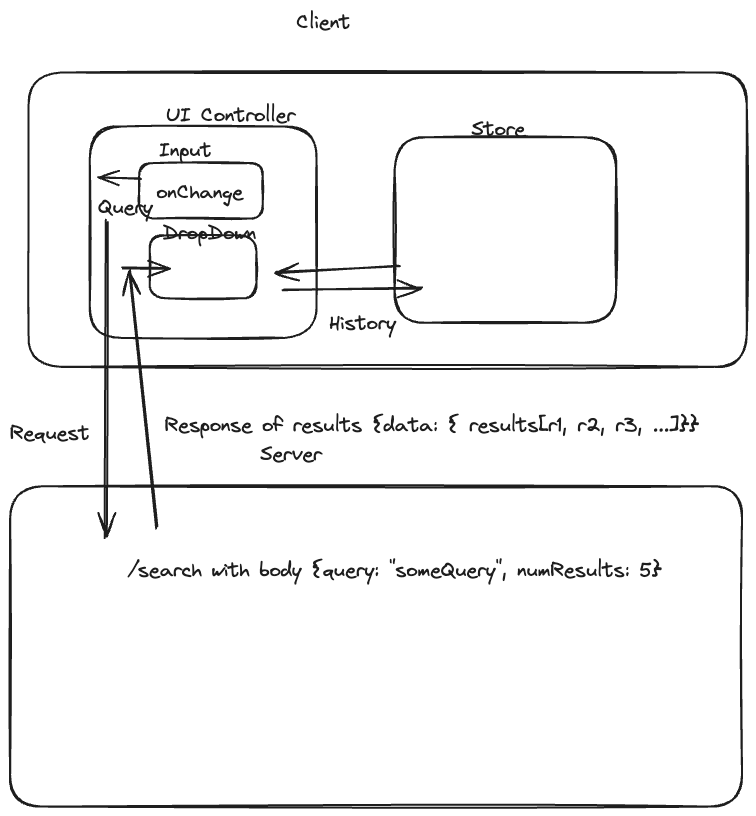 Client
UI Controller
Store
Input
onChange
Query
DropDown
History
Request
Response of results {data: { results[r1, r2, r3, ...]}}
Server
/search with body {query: "someQuery", numResults: 5}